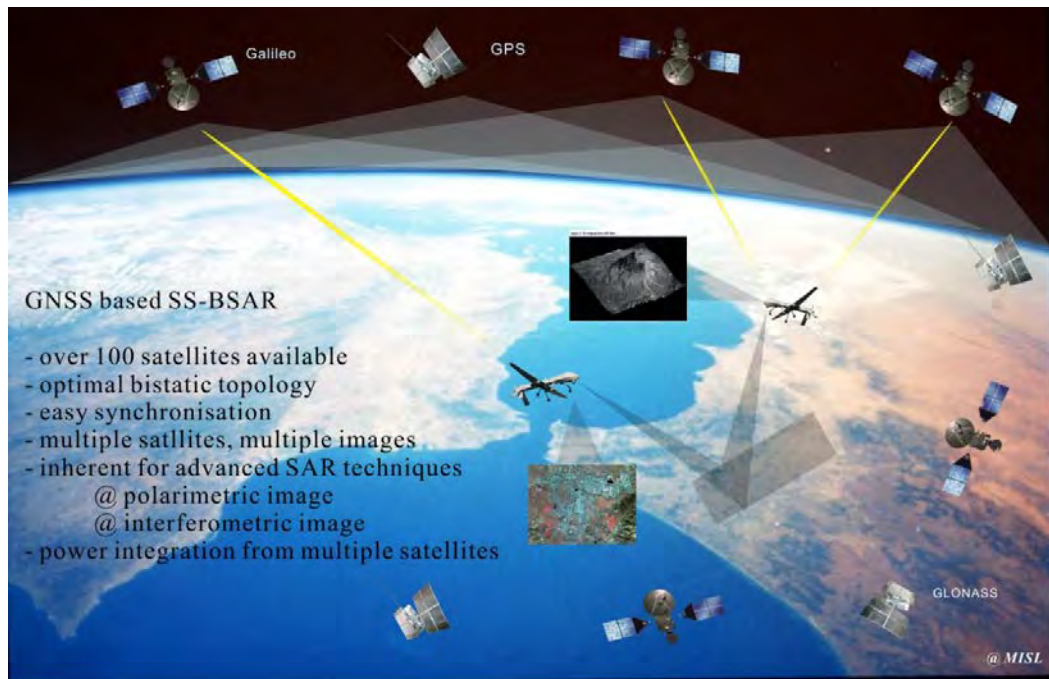 Galileo
GPS
GNSS based SS-BSAR
- over 100 satellites available
- optimal bistatic topology
- easy synchronisation
- multiple satllites, multiple images
- inherent for advanced SAR techniques
@ polarimetric image
@ interferometric image
- power integration from multiple satellites
GLONASS
@ MISL